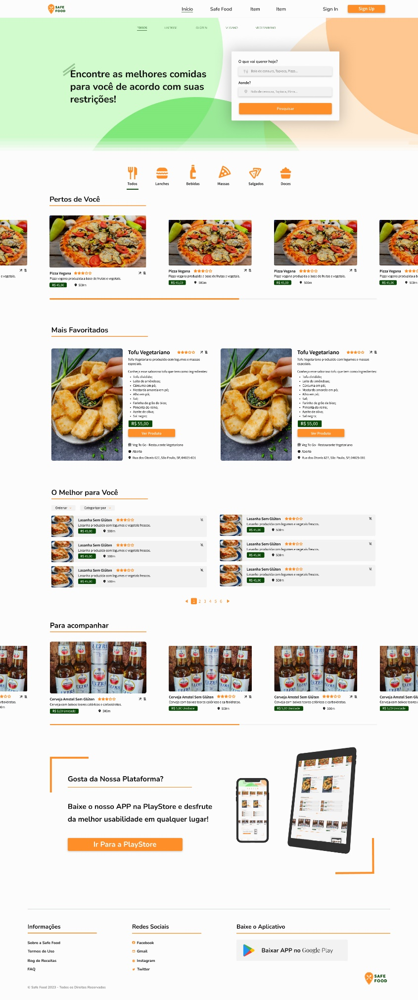 SAFE
FOOD
Início
Safe Food
Item
Item
Sign In
Sign Up
TODOS
LACTOSE
GLÚTEN
VEGANO
VEGETARIANO
Encontre as melhores comidas
para você de acordo com suas
restrições!
O que vai querer hoje?
Bolo de cenoura, Tapioca, Pizza...
Aonde?
Bolo de cenoura, Tapioca, Pizza...
Pesquisar
Todos
Lanches
Bebidas
Massas
Salgados
Doces
Pertos de Você
e vegetais.
Pizza Vegana
Pizza vegana produzida a base de frutas e vegetais.
R$ 45,00
500m
Pizza Vegana
Pizza vegana produzida a base de frutas e vegetais.
R$ 45,00
500m
Pizza Vegana
Pizza vegana produzida a base de frutas e vegetais.
R$ 45,00
500m
Pizza Vegana
Pizza vegana produzida a b
R$ 45,00
500m
Mais Favoritados
Tofu Vegetariano
Tofu Vegetariano produzido com legumes e massas
especiais.
Conheça esse saboroso tofu que tem como ingredientes:
• Tofu dividido;
• Leite de amêndoas;
• Cúrcuma em pó;
• Mostarda amarela em pó;
• Alho em pó;
• Sal;
• Farinha de grão de bico;
• Pimenta do reino;
• Azeite de oliva;
• Sal negro;
R$ 55,00
Ver Produto
Veg To Go - Restaurante Vegetariano
Aberto
Rua dos Otonis 627, São Paulo, SP, 04025-001
Tofu Vegetariano
Tofu Vegetariano produzido com legumes e massas
especiais.
Conheça esse saboroso tofu que tem como ingredientes:
• Tofu dividido;
• Leite de amêndoas;
• Cúrcuma em pó;
• Mostarda amarela em pó;
• Alho em pó;
• Sal;
• Farinha de grão de bico;
• Pimenta do reino;
• Azeite de oliva;
• Sal negro;
R$ 55,00
Ver Produto
Veg To Go - Restaurante Vegetariano
Aberto
Rua dos Otonis 627, São Paulo, SP, 04025-001
O Melhor para Você
Ordenar
Categorizar por
Lasanha Sem Glúten
Lasanha produzida com legumes e vegetais frescos.
R$ 45,00
500m
Lasanha Sem Glúten
Lasanha produzida com legumes e vegetais frescos.
R$ 45,00
500m
Lasanha Sem Glúten
Lasanha produzida com legumes e vegetais frescos.
R$ 45,00
500m
Lasanha Sem Glúten
Lasanha produzida com legumes e vegetais frescos.
R$ 45,00
500m
Lasanha Sem Glúten
Lasanha produzida com legumes e vegetais frescos.
R$ 45,00
500m
Lasanha Sem Glúten
Lasanha produzida com legumes e vegetais frescos.
R$ 45,00
500m
1 2 3 4 5 6
Para acompanhar
ULTRA
AMSTEL
ULTRA
ULTRA
ULTRA
rboidratos.
0m
Cerveja Amstel Sem Glúten
Cerveja com baixos teores calóricos e carboidratos.
R$ 5,00 Unidade
500m
Cerveja Amstel Sem Glúten
Cerveja com baixos teores calóricos e carboidratos.
R$ 5,00 Unidade
500m
Cerveja Amstel Sem Glúten
Cerveja com baixos teores calóricos e carboidratos.
R$ 5,00 Unidade
500m
Cerveja Amstel Sem Glú
Cerveja com baixos teores c
R$ 5,00 Unidade
Gosta da Nossa Plataforma?
Baixe o nosso APP na PlayStore e desfrute
da melhor usabilidade em qualquer lugar!
Ir Para a PlayStore
Informações
Sobre a Safe Food
Termos de Uso
Bog de Receitas
FAQ
Redes Sociais
Facebook
Gmail
Instagram
Twitter
Baixe o Aplicativo
Baixar APP no Google Play
SAFE
FOOD
© Safe Food 2023 - Todos os Direitos Reservados